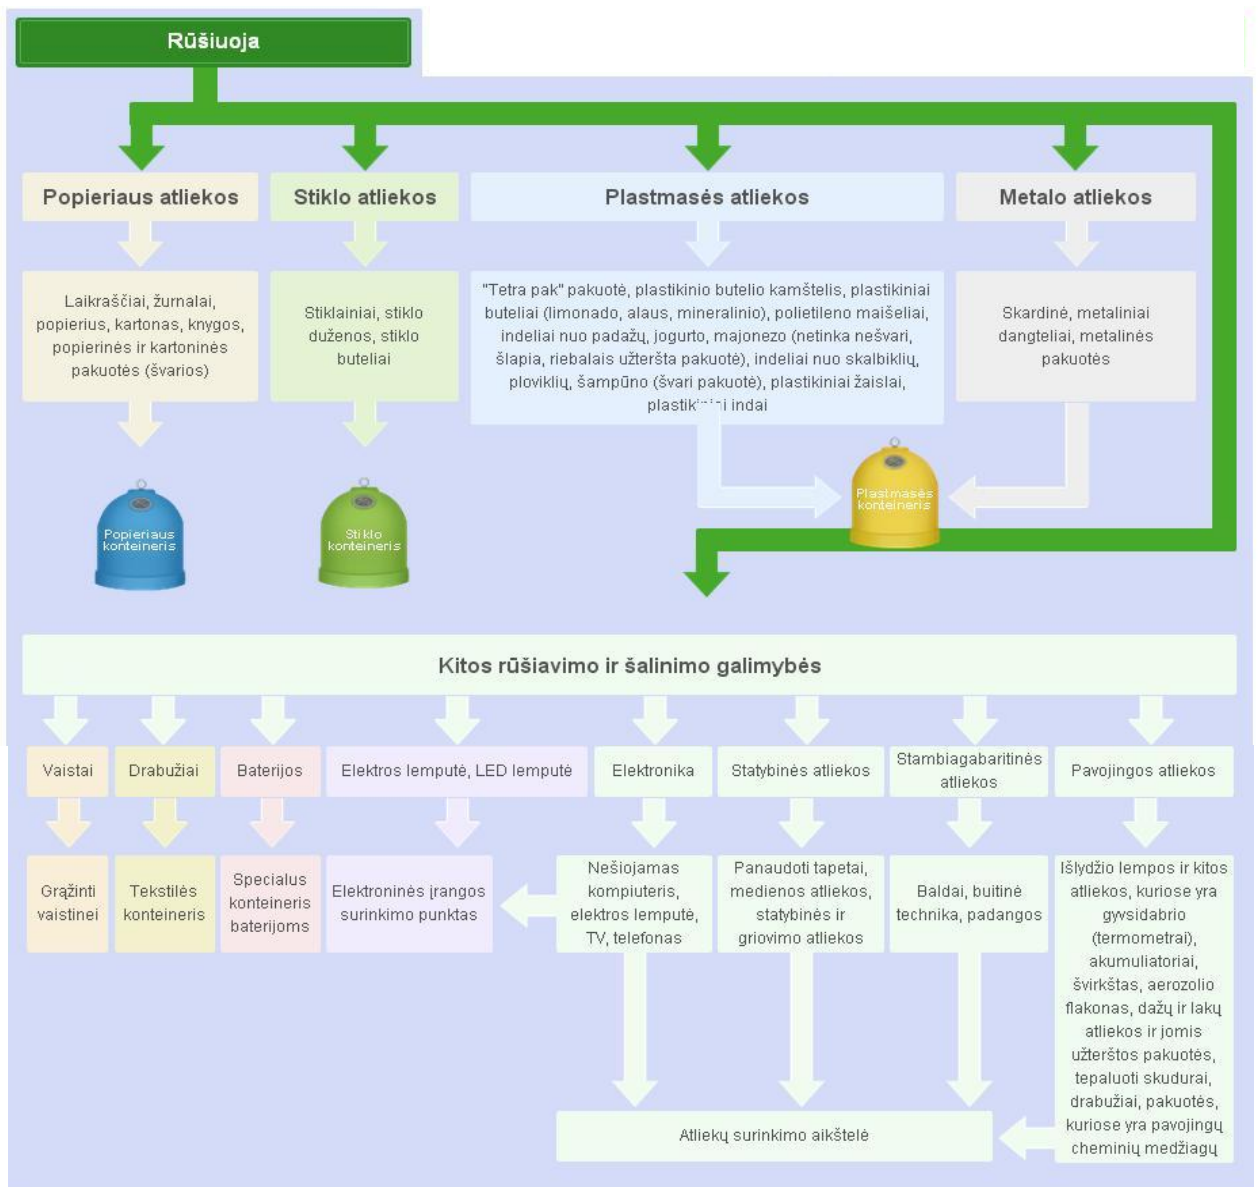 Rūšiuoja
Popieriaus atliekos
Stiklo atliekos
Plastmasės atliekos
Metalo atliekos
Laikraščiai, žurnalai,
popierius, kartonas, knygos,
popierinės ir kartoninės
pakuotės (švarios)
Stiklainiai, stiklo
duženos, stiklo
buteliai
"Tetra pak" pakuotė, plastikinio butelio kamštelis, plastikiniai
buteliai (limonado, alaus, mineralinio), polietileno maišeliai,
indeliai nuo padažų, jogurto, majonezo (netinka nešvari,
šlapia, riebalais užteršta pakuotė), indeliai nuo skalbiklių,
ploviklių, šampūno (švari pakuotė), plastikiniai žaislai,
plastikiniai indai
Skardinė, metaliniai
dangteliai, metalinės
pakuotės
Popieriaus
konteineris
Stiklo
konteineris
Plastmasės
konteineris
Kitos rūšiavimo ir šalinimo galimybės
Vaistai
Drabužiai
Baterijos
Elektros lemputė, LED lemputė
Elektronika
Statybinės atliekos
Stambiagabaritinės
atliekos
Pavojingos atliekos
Grąžinti
vaistinei
Tekstilės
konteineris
Specialus
konteineris
baterijoms
Elektroninės įrangos
surinkimo punktas
Nešiojamas
kompiuteris,
elektros lemputė,
TV, telefonas
Panaudoti tapetai,
medienos atliekos,
statybinės ir
griovimo atliekos
Baldai, buitinė
technika, padangos
Išlydžio lempos ir kitos
atliekos, kuriose yra
gyvsidabrio
(termometrai),
akumuliatoriai,
švirkštas, aerozolio
flakonas, dažų ir lakų
atliekos ir jomis
užterštos pakuotės,
tepaluoti skudurai,
drabužiai, pakuotės,
kuriose yra pavojingų
cheminių medžiagų
Atliekų surinkimo aikštelė